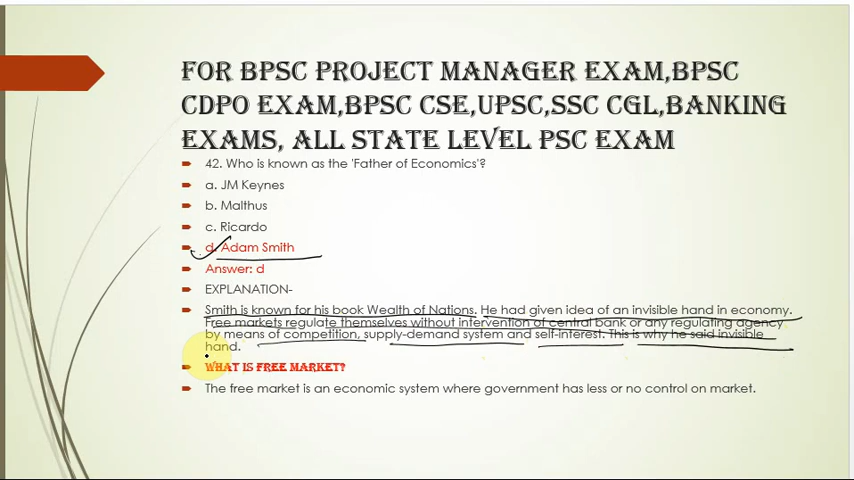 FOR BPSC PROJECT MANAGER EXAM,BPSC
CDPO EXAM,BPSC CSE,UPSC,SSC CGL,BANKING
EXAMS, ALL STATE LEVEL PSC EXAM
42. Who is known as the 'Father of Economics'?
a. JM Keynes
b. Malthus
c. Ricardo
d. Adam Smith
Answer: d
EXPLANATION-
Smith is known for his book Wealth of Nations. He had given idea of an invisible hand in economy.
Free markets regulate themselves without intervention of central bank or any regulating agency
by means of competition, supply-demand system and self-interest. This is why he said invisible
hand.
WHAT IS FREE MARKET?
The free market is an economic system where government has less or no control on market.